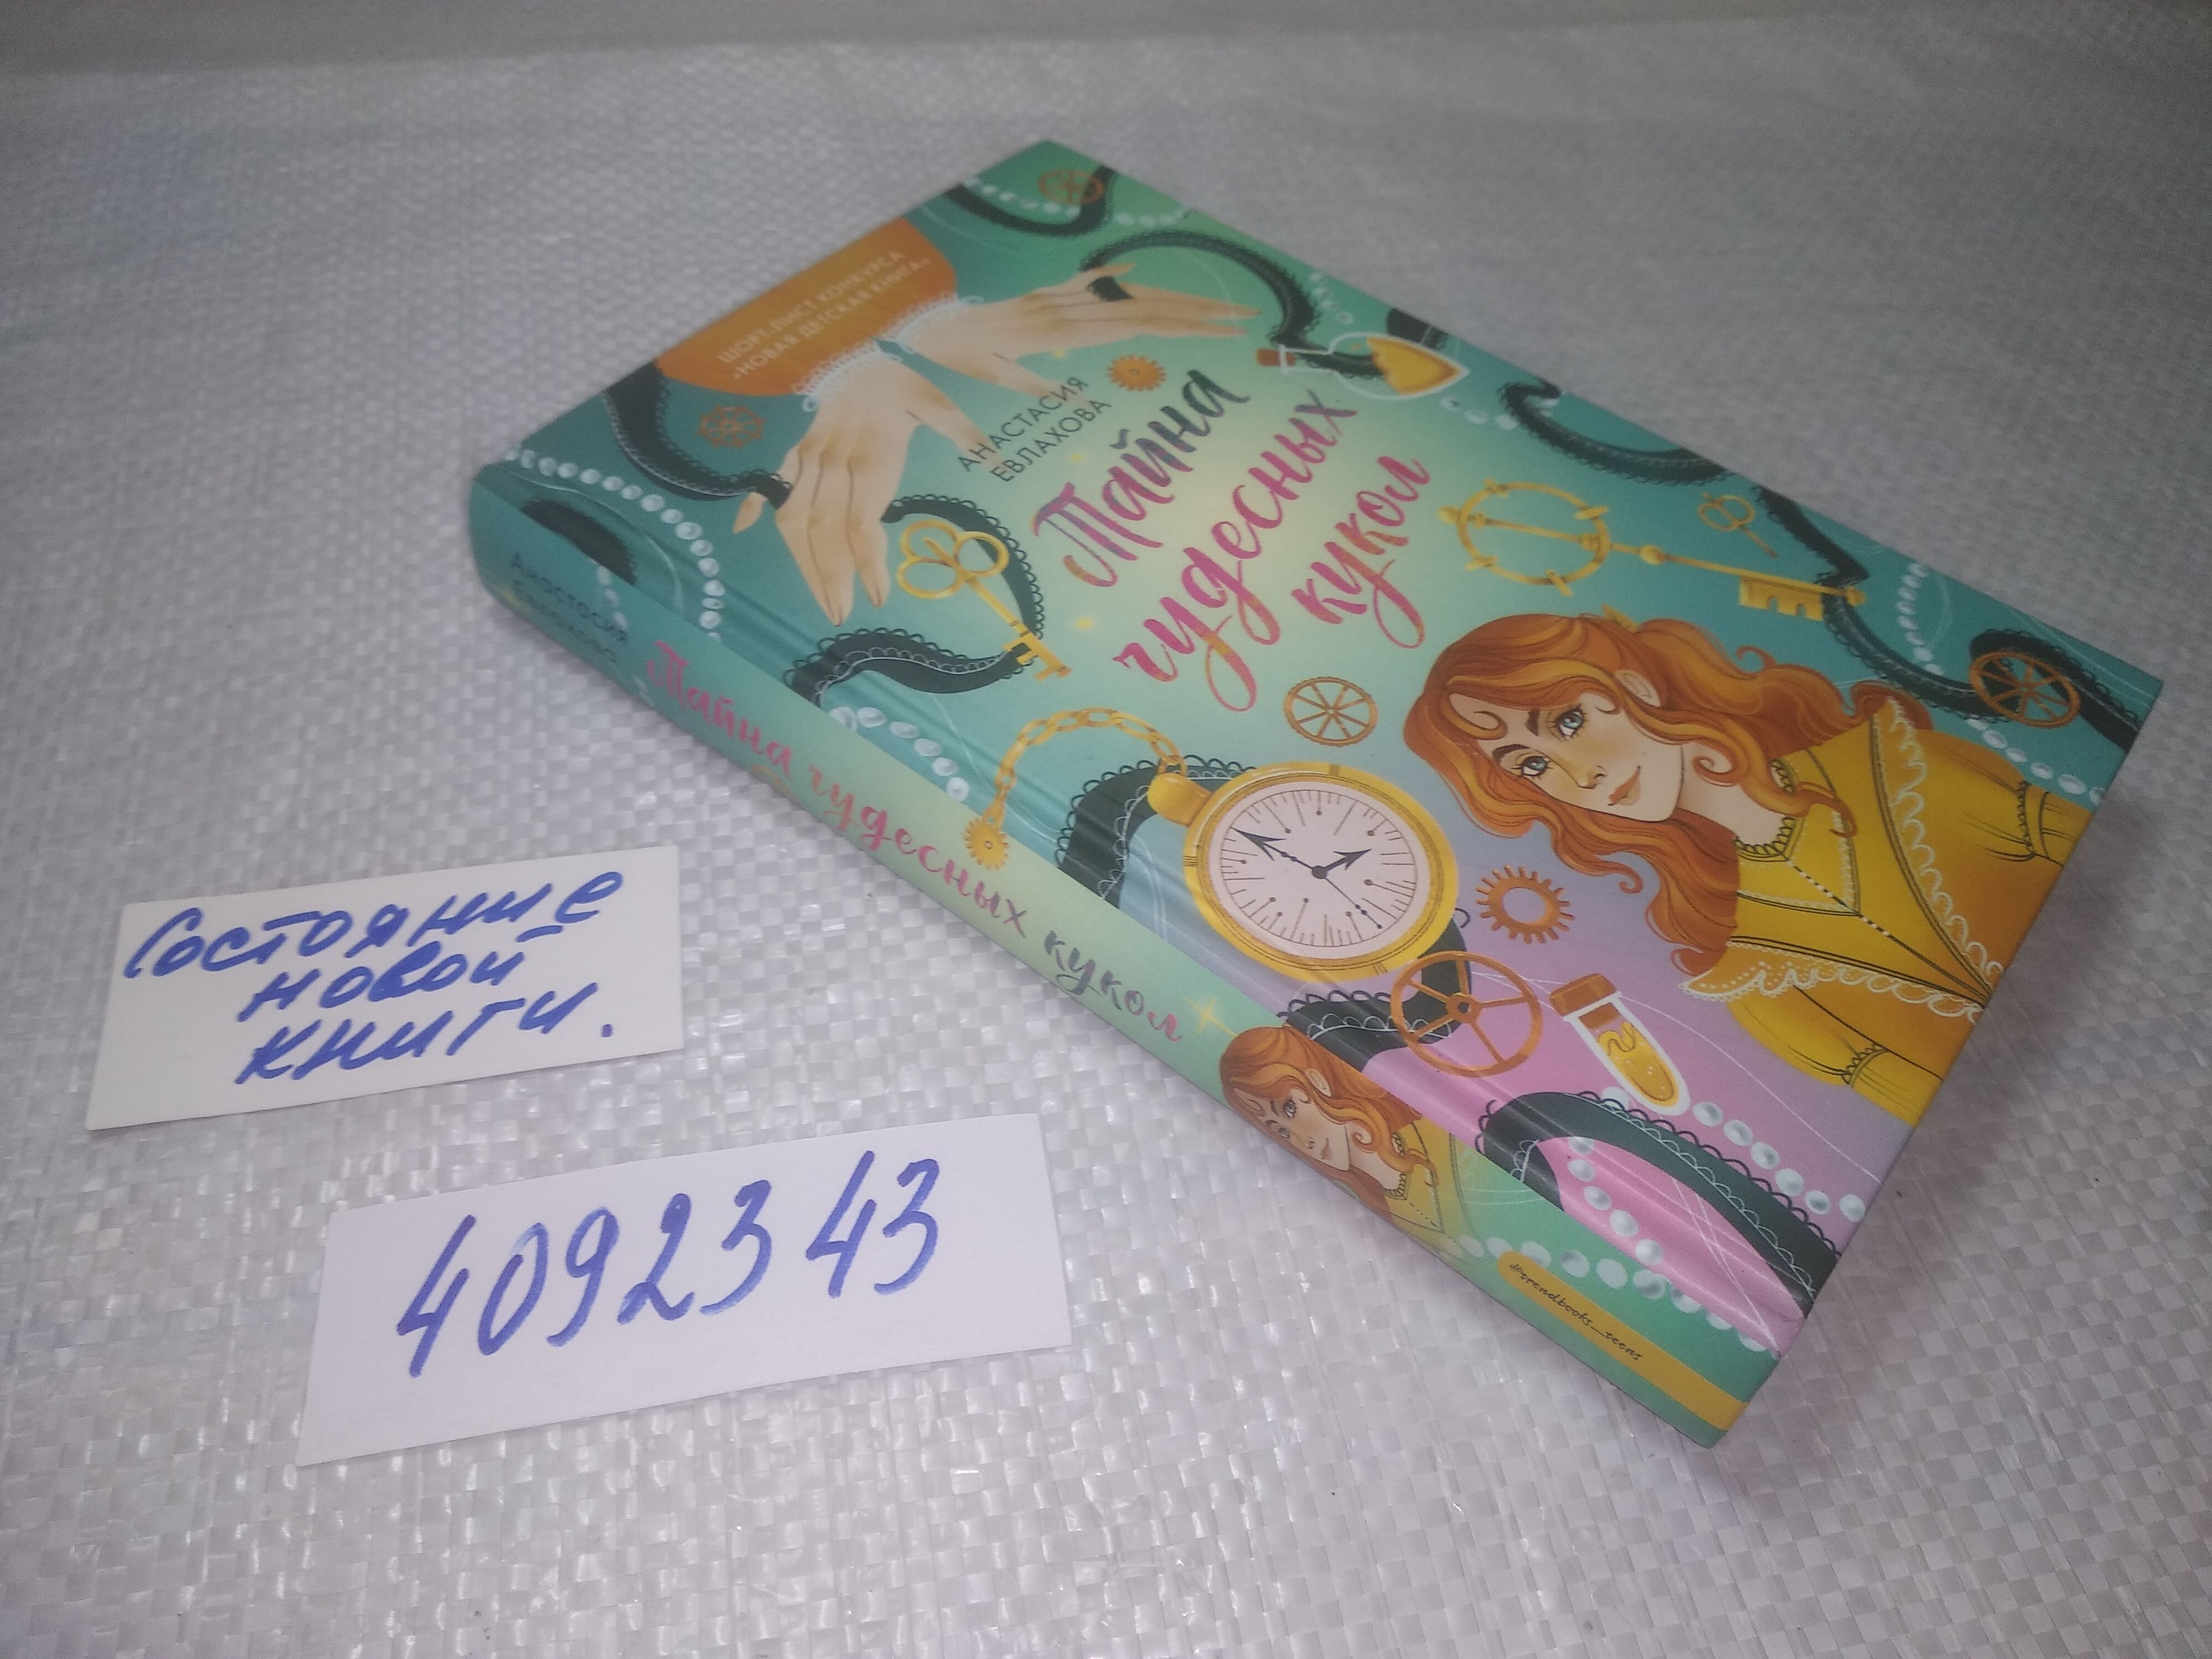 ШОРТ-ЛИСТ КОНКУРСА
«НОВАЯ ДЕТСКАЯ КНИГА»
АНАСТАСИЯ
ЕВЛАХОВА
Тайна
чудесных
кукол
Анастасия
Евлахова
Тайна чудесных кукол
#trendbooks_teens
Состояние
новой
книги.
4092343